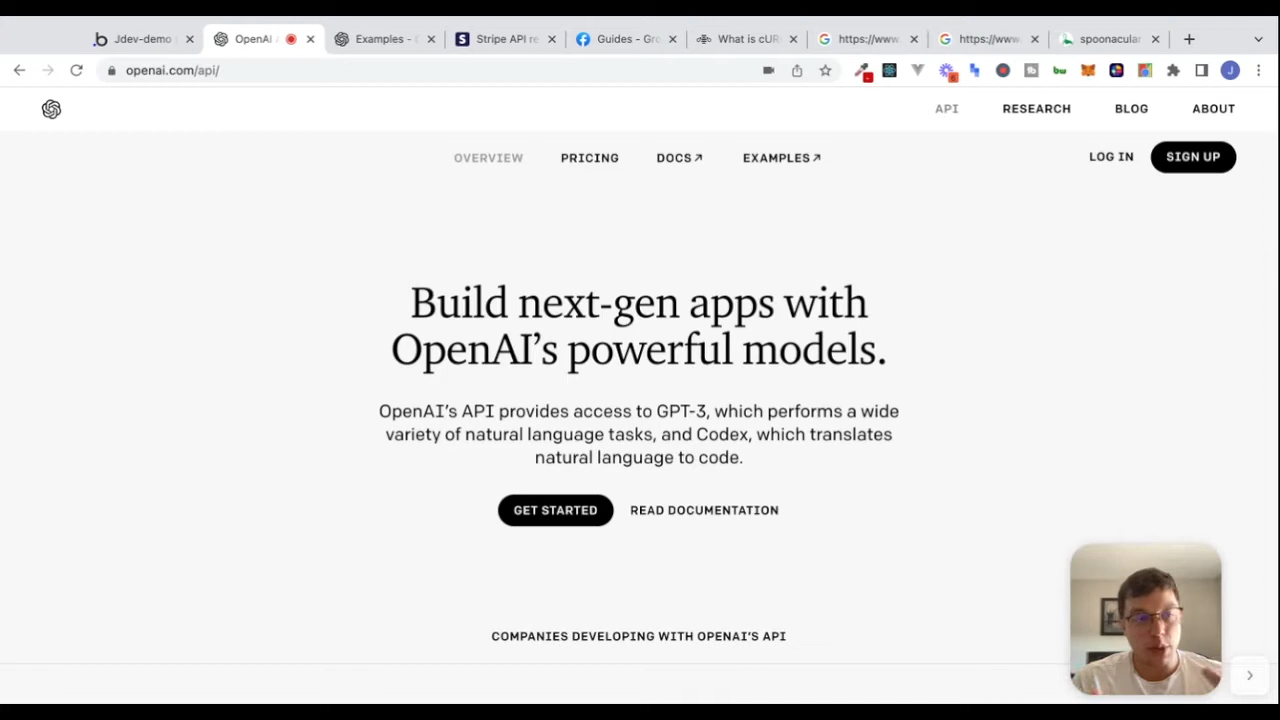 Jdev-demo
OpenAI
Examples - 
Stripe API re
Guides - Gro
What is cUR
https://www.
https://www.
spoonacular
openai.com/api/
API
RESEARCH
BLOG
ABOUT
OVERVIEW
PRICING
DOCS↗
EXAMPLES↗
LOG IN
SIGN UP
Build next-gen apps with
OpenAI’s powerful models.
OpenAI’s API provides access to GPT-3, which performs a wide
variety of natural language tasks, and Codex, which translates
natural language to code.
GET STARTED
READ DOCUMENTATION
COMPANIES DEVELOPING WITH OPENAI’S API